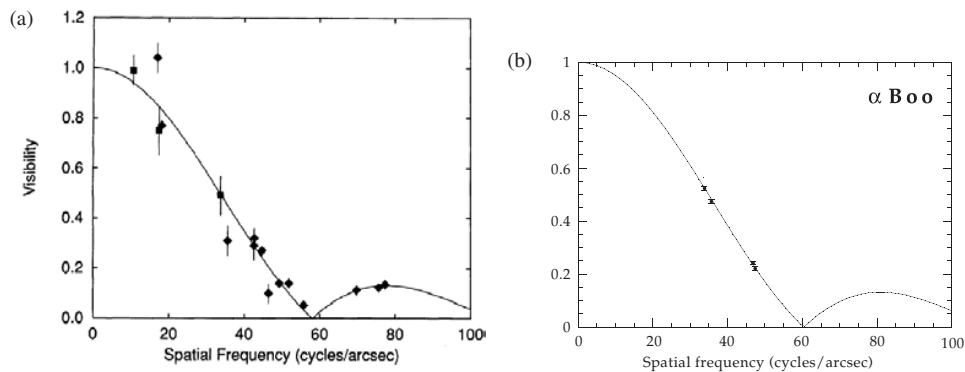 (a)
1.2
1.0
0.8
0.6
0.4
0.2
0.0
Visibility
0 20 40 60 80 100
Spatial Frequency (cycles/arcsec)
(b)
α Boo
1
0.8
0.6
0.4
0.2
0
0 20 40 60 80 100
Spatial frequency (cycles/arcsec)